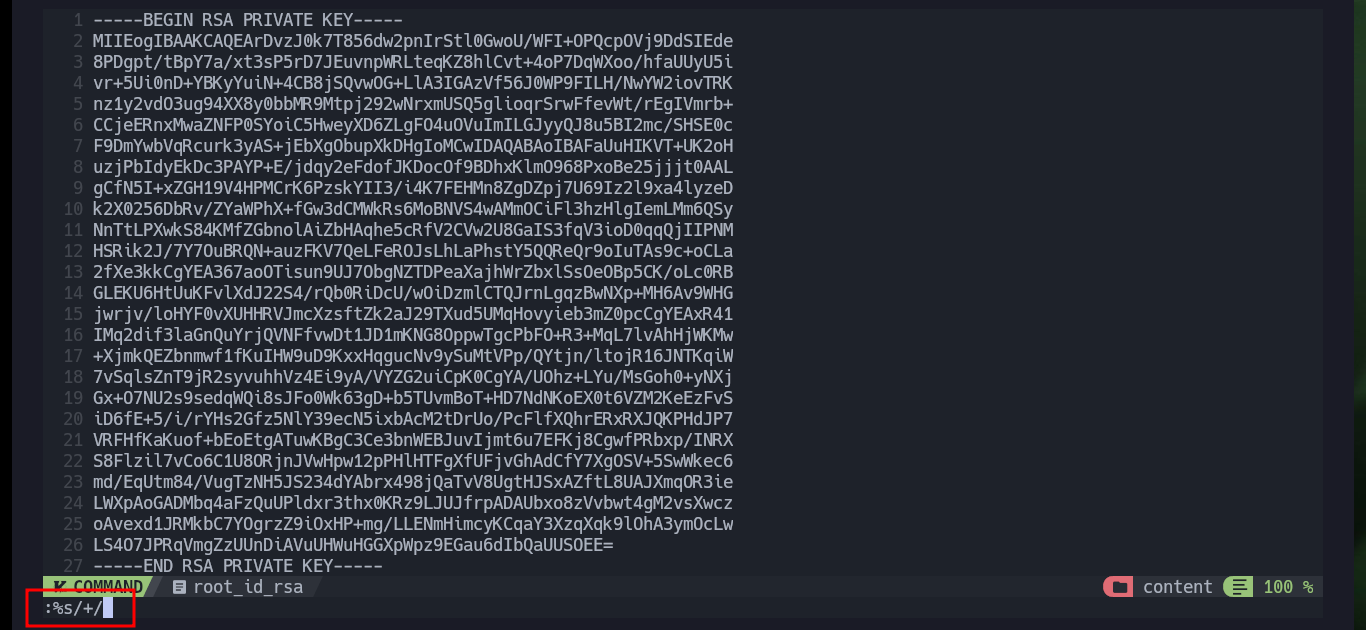 1 -----BEGIN RSA PRIVATE KEY-----
2 MIIEogIBAAKCAQEArDvzJ0k7T856dw2pnIrStl0GwoU/WFI+OPQcpOVj9DdSIEde
3 8PDgpt/tBpY7a/xt3sP5rD7JEuvnpWRLteqKZ8hlCvt+4oP7DqWXoo/hfaUUyU5i
4 vr+5Ui0nD+YBKyYuiN+4CB8jSQvwOG+LlA3IGAzVf56J0WP9FILH/NwYW2iovTRK
5 nz1y2vdO3ug94XX8y0bbMR9Mtpj292wNrxmUSQ5glioqrSrwFfevWt/rEgIVmrb+
6 CCjeERnxMwaZNFP0SYoiC5HweyXD6ZLgFO4uOVuImILGJyyQJ8u5BI2mc/SHSE0c
7 F9DmYwbVqRcurk3yAS+jEbXgObupXkDHgIoMCwIDAQABAoIBAFaUuHIKVT+UK2oH
8 uzjPbIdyEkDc3PAYP+E/jdqy2eFdofJKDocOf9BDhxKlmO968PxoBe25jjjt0AAL
9 gCfN5I+xZGH19V4HPMCrK6PzskYII3/i4K7FEHMn8ZgDZpj7U69Iz2l9xa4lyzeD
10 k2X0256DbRv/ZYaWPhX+fGw3dCMWkRs6MoBNVS4wAMmOCiFl3hzHlgIemLMm6QSy
11 NnTtLPXwkS84KMfZGbnolAiZbHAqhe5cRfV2CVw2U8GaIS3fqV3ioD0qqQjIIPNM
12 HSRik2J/7Y7OuBRQN+auzFKV7QeLFeROJsLhLaPhstY5QQReQr9oIuTAs9c+oCLa
13 2fXe3kkCgYEA367aoOTisun9UJ7ObgNZTDPeaXajhWrZbxlSsOeOBp5CK/oLc0RB
14 GLEKU6HtUuKFvlXdJ22S4/rQb0RiDcU/wOiDzmlCTQJrnLgqzBwNXp+MH6Av9WHG
15 jwrjv/loHYF0vXUHHRVJmcXzsftZk2aJ29TXud5UMqHovyieb3mZ0pcCgYEAxR41
16 IMq2dif3laGnQuYrjQVNFfvwDt1JD1mKNG8OppwTgcPbFO+R3+MqL7lvAhHjWKMw
17 +XjmkQEZbnmwf1fKuIHW9uD9KxxHqgucNv9ySuMtVPp/QYtjn/ltojR16JNTKqiW
18 7vSqlsZnT9jR2syvuhhVz4Ei9yA/VYZG2uiCpK0CgYA/UOhz+LYu/MsGoh0+yNXj
19 Gx+O7NU2s9sedqWQi8sJFo0Wk63gD+b5TUvmBoT+HD7NdNKoEX0t6VZM2KeEzFvS
20 iD6fE+5/i/rYHs2Gfz5NlY39ecN5ixbAcM2tDrUo/PcFlfXQhrERxRXJQKPHdJP7
21 VRFHfKaKuof+bEoEtgATuwKBgC3Ce3bnWEBJuvIjmt6u7EFKj8CgwfPRbxp/INRX
22 S8Flzil7vCo6C1U8ORjnJVwHpw12pPHlHTFgXfUFjvGhAdCfY7XgOSV+5SwWkec6
23 md/EqUtm84/VugTzNH5JS234dYAbrx498jQaTvV8UgtHJSxAZftL8UAJXmqOR3ie
24 LWXpAoGADMbq4aFzQuUPldxr3thx0KRz9LJUJfrpADAUbxo8zVvbwt4gM2vsXwcz
25 oAvexd1JRMkbC7YOgrzZ9iOxHP+mg/LLENmHimcyKCqaY3XzqXqk9lOhA3ymOcLw
26 LS4O7JPRqVmgZzUUnDiAVuUHWuHGGXpWpz9EGau6dIbQaUUSOEE=
27 -----END RSA PRIVATE KEY-----
COMMAND root_id_rsa content 100 %
:%s/+/